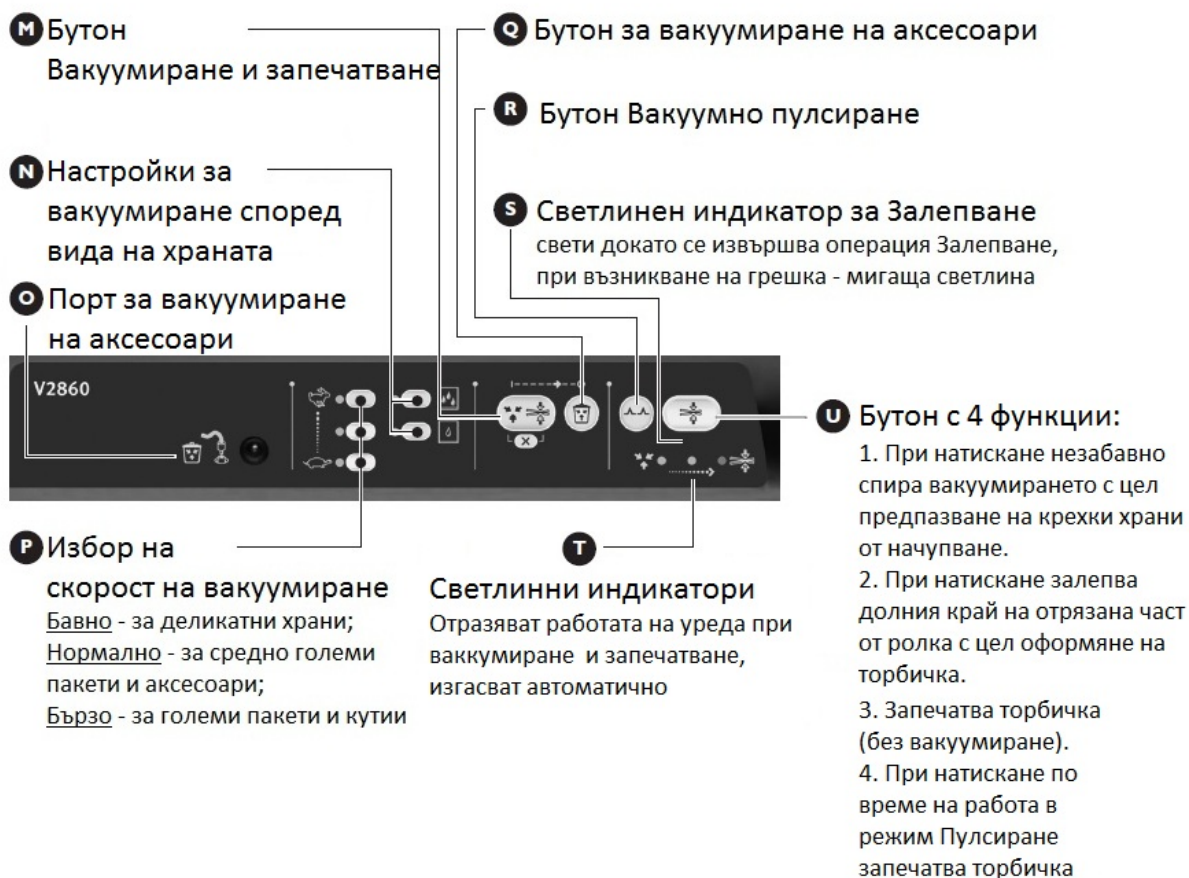 M Бутон
Вакуумиране и запечатване
N Настройки за
вакуумиране според
вида на храната
O Порт за вакуумиране
на аксесоари
Q Бутон за вакуумиране на аксесоари
R Бутон Вакуумно пулсиране
S Светлинен индикатор за Залепване
свети докато се извършва операция Залепване,
при възникване на грешка - мигаща светлина
V2860
X
P Избор на
скорост на вакуумиране
Бавно - за деликатни храни;
Нормално - за средно големи
пакети и аксесоари;
Бързо - за големи пакети и кутии
T
Светлинни индикатори
Отразяват работата на уреда при
ваккумиране и запечатване,
изгасват автоматично
U Бутон с 4 функции:
1. При натискане незабавно
спира вакуумирането с цел
предпазване на крехки храни
от начупване.
2. При натискане залепва
долния край на отрязана част
от ролка с цел оформяне на
торбичка.
3. Запечатва торбичка
(без вакуумиране).
4. При натискане по
време на работа в
режим Пулсиране
запечатва торбичка